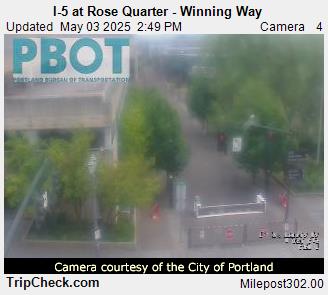 I-5 at Rose Quarter - Winning Way
Updated May 03 2025 2:49 PM Camera 4
PBOT
PORTLAND BUREAU OF TRANSPORTATION
Camera courtesy of the City of Portland
TripCheck.com Milepost302.00